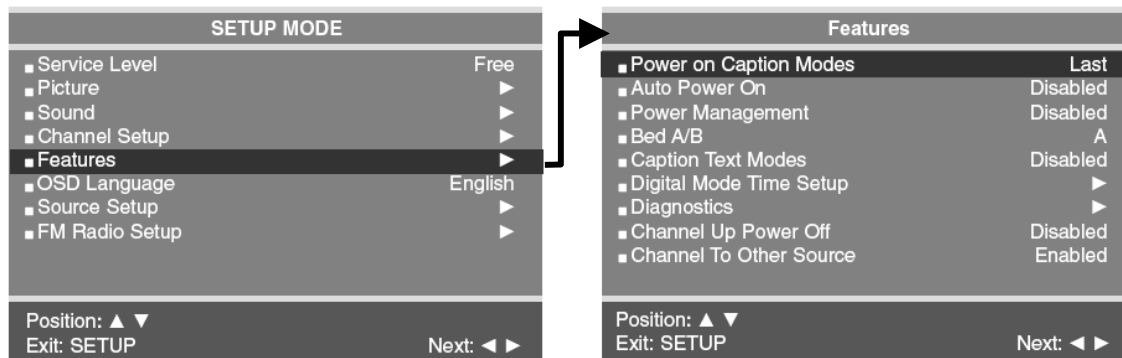 SETUP MODE
■ Service Level Free
■ Picture ►
■ Sound ►
■ Channel Setup ►
■ Features ►
■ OSD Language English
■ Source Setup ►
■ FM Radio Setup ►
Position: ▲ ▼
Exit: SETUP Next: ◄ ►
Features
■ Power on Caption Modes Last
■ Auto Power On Disabled
■ Power Management Disabled
■ Bed A/B A
■ Caption Text Modes Disabled
■ Digital Mode Time Setup ►
■ Diagnostics ►
■ Channel Up Power Off Disabled
■ Channel To Other Source Enabled
Position: ▲ ▼
Exit: SETUP Next: ◄ ►